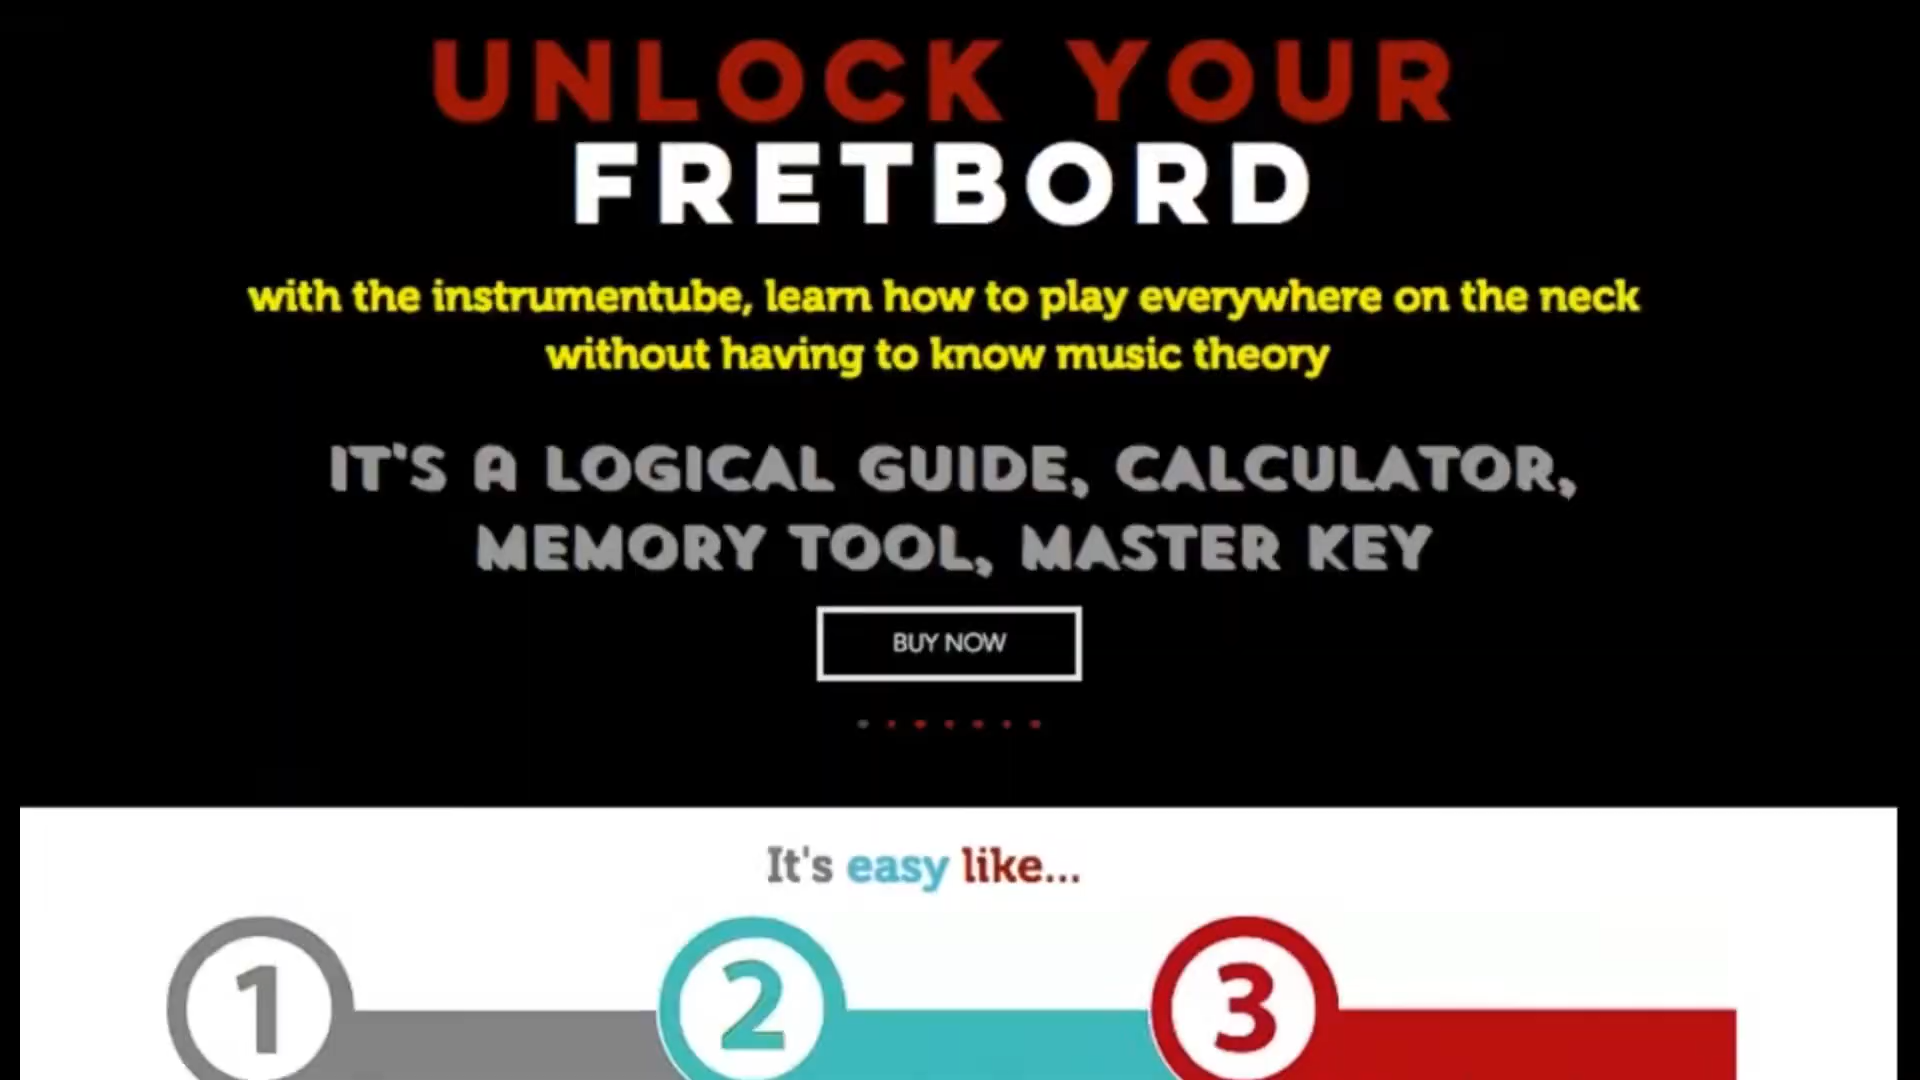 UNLOCK YOUR
FRETBORD
with the instrumentube, learn how to play everywhere on the neck
without having to know music theory
IT'S A LOGICAL GUIDE, CALCULATOR,
MEMORY TOOL, MASTER KEY
BUY NOW
It's easy like...
1 2 3